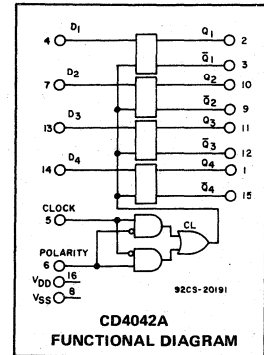 4 D1 Q1 2
Q̅1 3
7 D2 Q2 10
Q̅2 9
13 D3 Q3 11
Q̅3 12
14 D4 Q4 1
Q̅4 15
CLOCK
5 CL
POLARITY
6
VDD 16
VSS 8
92CS-20191
CD4042A
FUNCTIONAL DIAGRAM